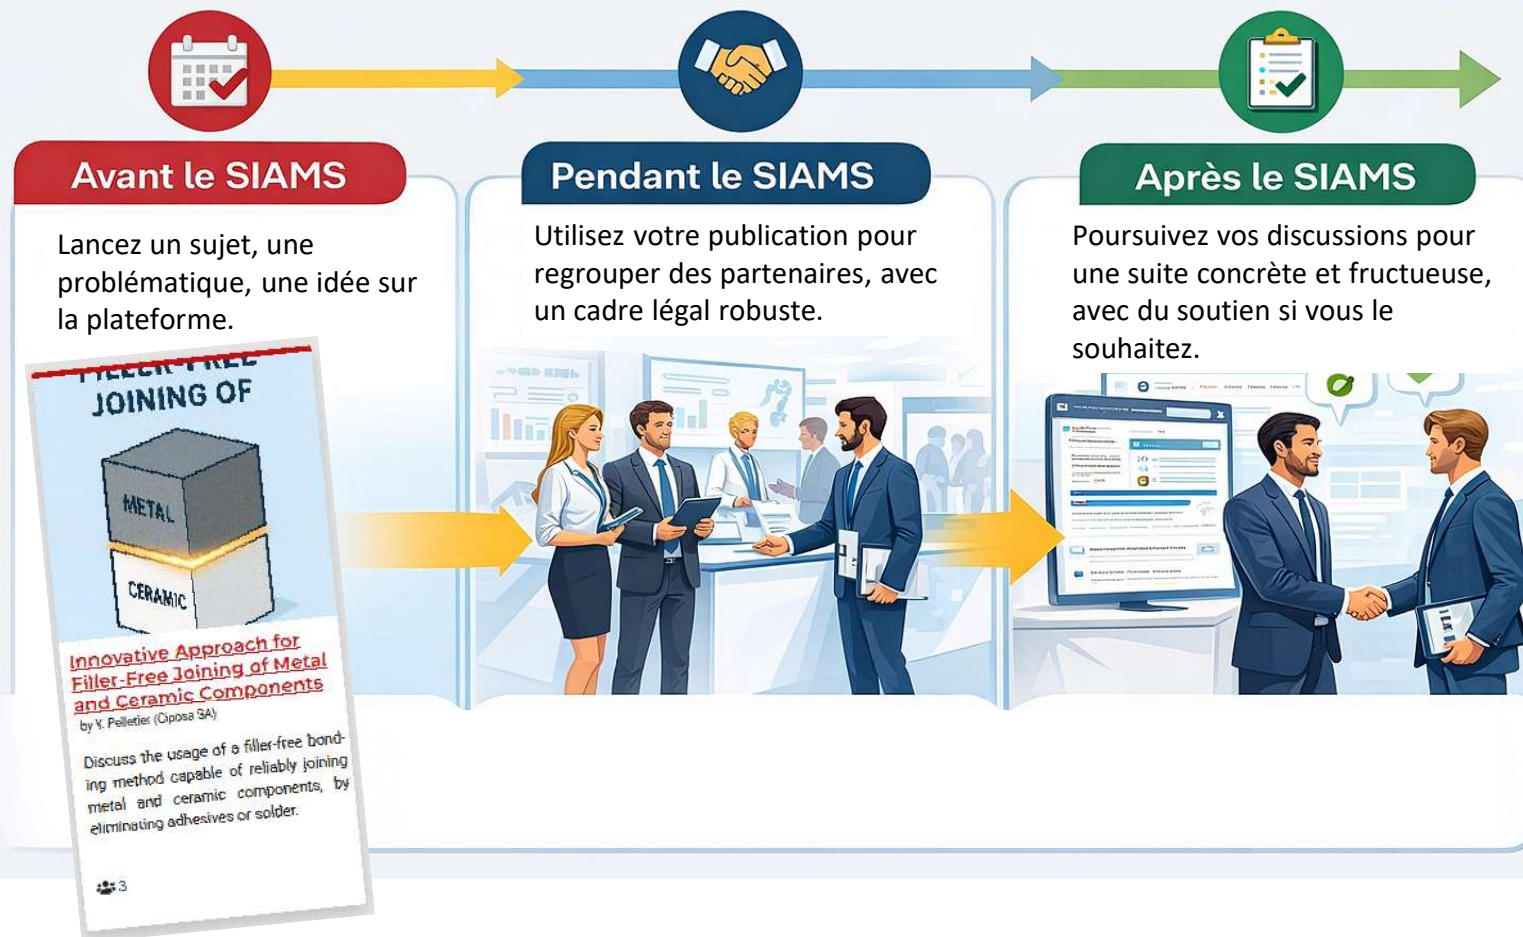 Avant le SIAMS
Lancez un sujet, une
problématique, une idée sur
la plateforme.
FILLER-FREE
JOINING OF
METAL
CERAMIC
Innovative Approach for
Filler-Free Joining of Metal
and Ceramic Components
by Y. Pelletier (Ciposa SA)
Discuss the usage of a filler-free bond-
ing method capable of reliably joining
metal and ceramic components, by
eliminating adhesives or solder.
3
Pendant le SIAMS
Utilisez votre publication pour
regrouper des partenaires, avec
un cadre légal robuste.
Après le SIAMS
Poursuivez vos discussions pour
une suite concrète et fructueuse,
avec du soutien si vous le
souhaitez.